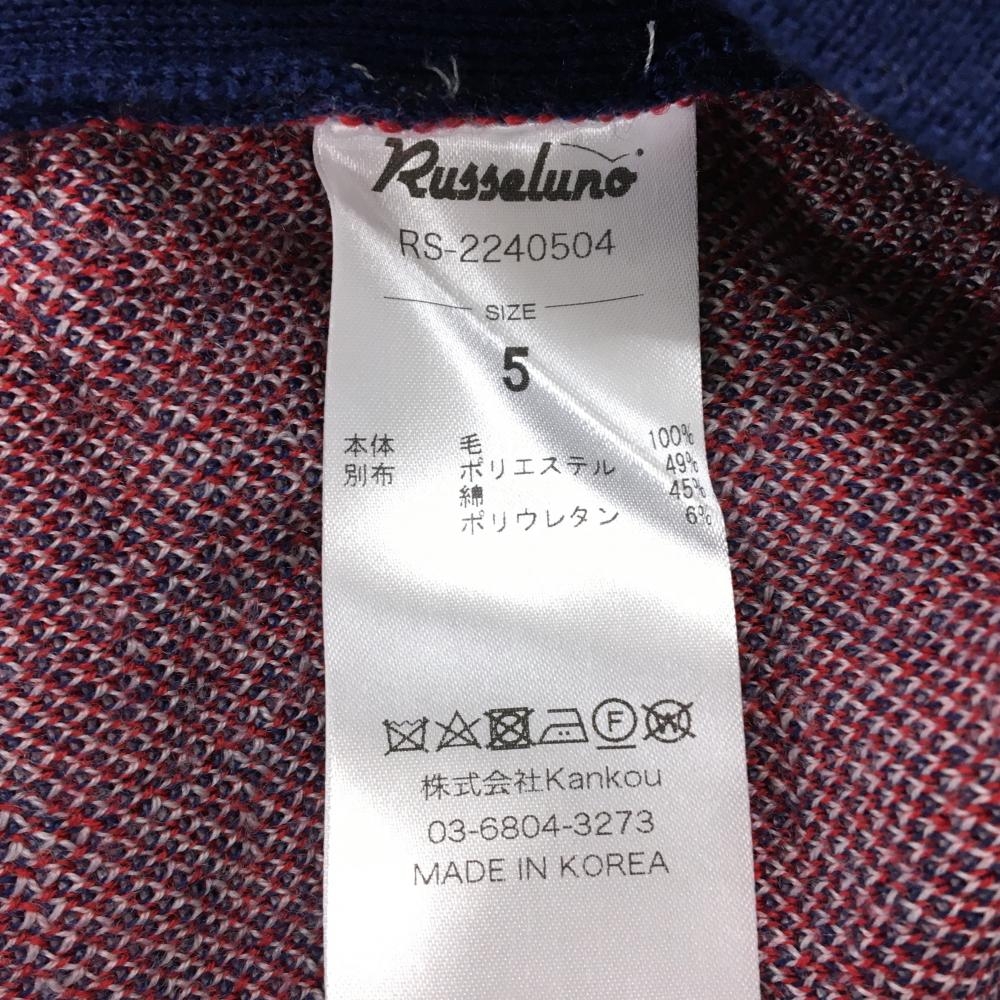 Russeluno
RS-2240504
SIZE
5
本体 毛 100%
別布 ポリエステル 49%
綿 45%
ポリウレタン 6%
F W
株式会社Kankou
03-6804-3273
MADE IN KOREA